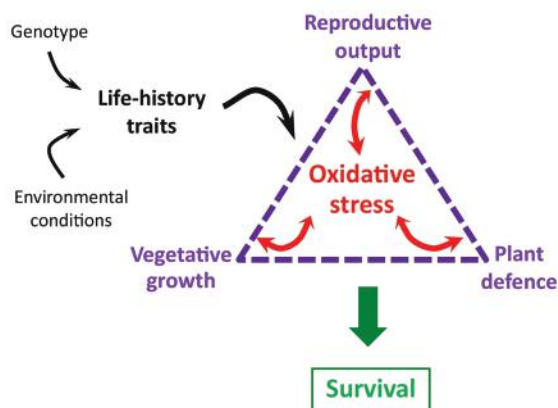 Genotype
Life-history
traits
Environmental
conditions
Reproductive
output
Oxidative
stress
Vegetative
growth
Plant
defence
Survival